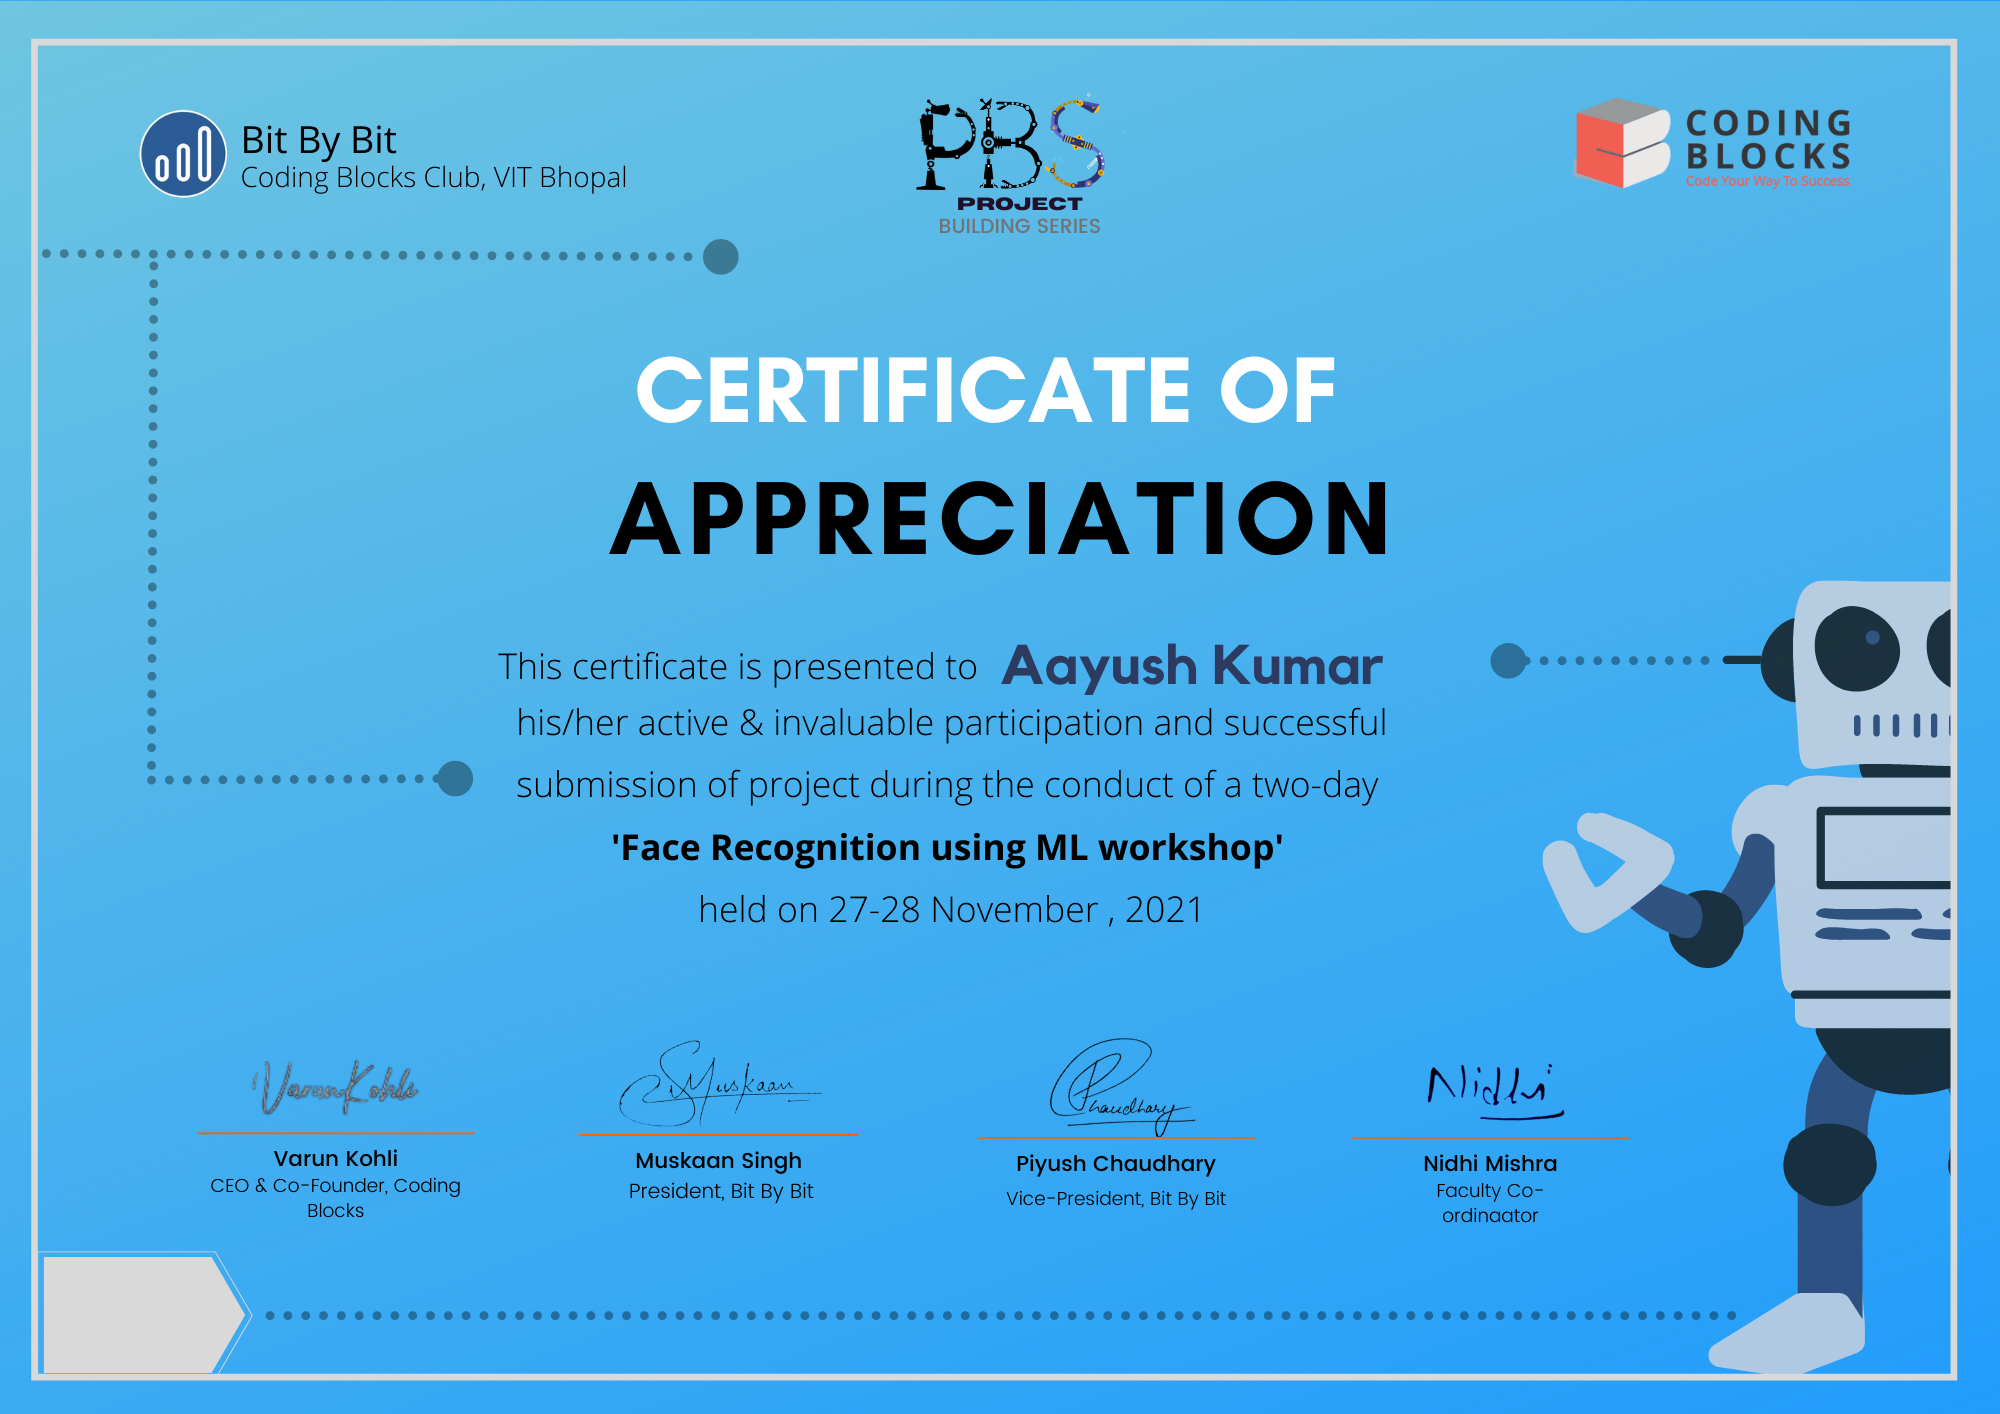 Bit By Bit
Coding Blocks Club, VIT Bhopal
PBS
PROJECT
BUILDING SERIES
CODING
BLOCKS
Code Your Way To Success
CERTIFICATE OF
APPRECIATION
This certificate is presented to Aayush Kumar
his/her active & invaluable participation and successful
submission of project during the conduct of a two-day
'Face Recognition using ML workshop'
held on 27-28 November , 2021
Varun Kohli
Muskaan
PChaudhary
Nidhi
Varun Kohli
CEO & Co-Founder, Coding
Blocks
Muskaan Singh
President, Bit By Bit
Piyush Chaudhary
Vice-President, Bit By Bit
Nidhi Mishra
Faculty Co-
ordinaator